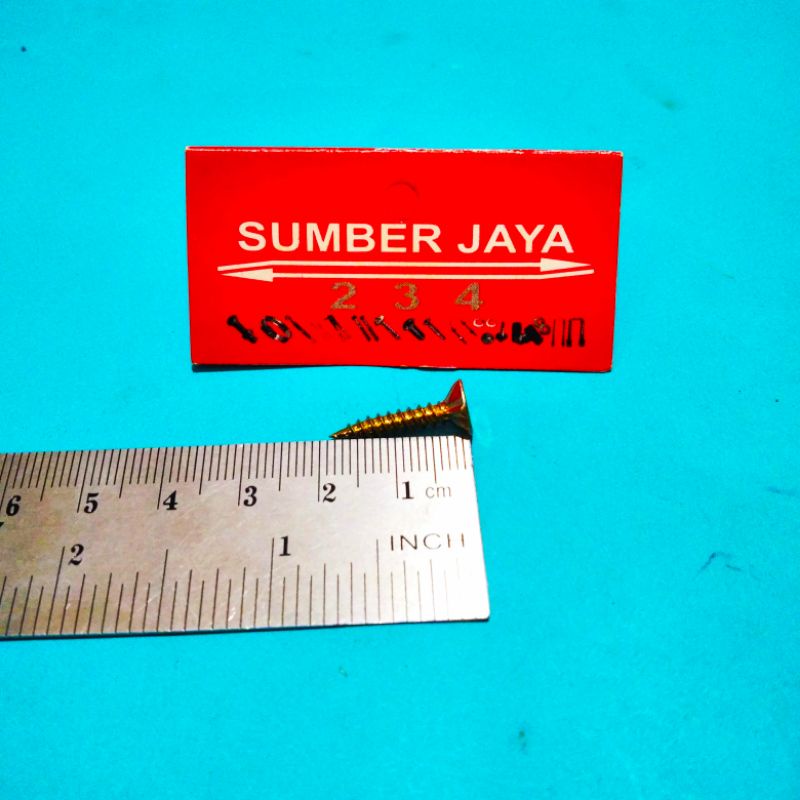 SUMBER JAYA
2 3 4
6 5 4 3 2 1 cm
2 1 INCH